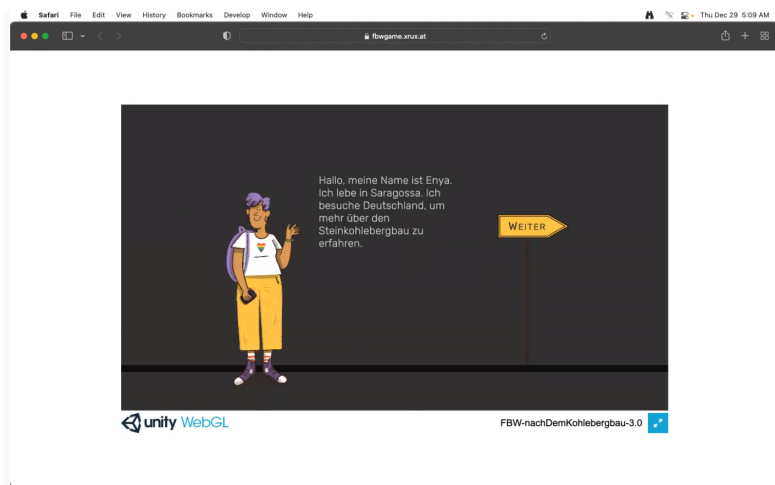 Safari File Edit View History Bookmarks Develop Window Help Thu Dec 29 5:09 AM
fbwgame.xrux.at
Hallo, meine Name ist Enya.
Ich lebe in Saragossa. Ich
besuche Deutschland, um
mehr über den
Steinkohlebergbau zu
erfahren.
WEITER
unity WebGL
FBW-nachDemKohlebergbau-3.0